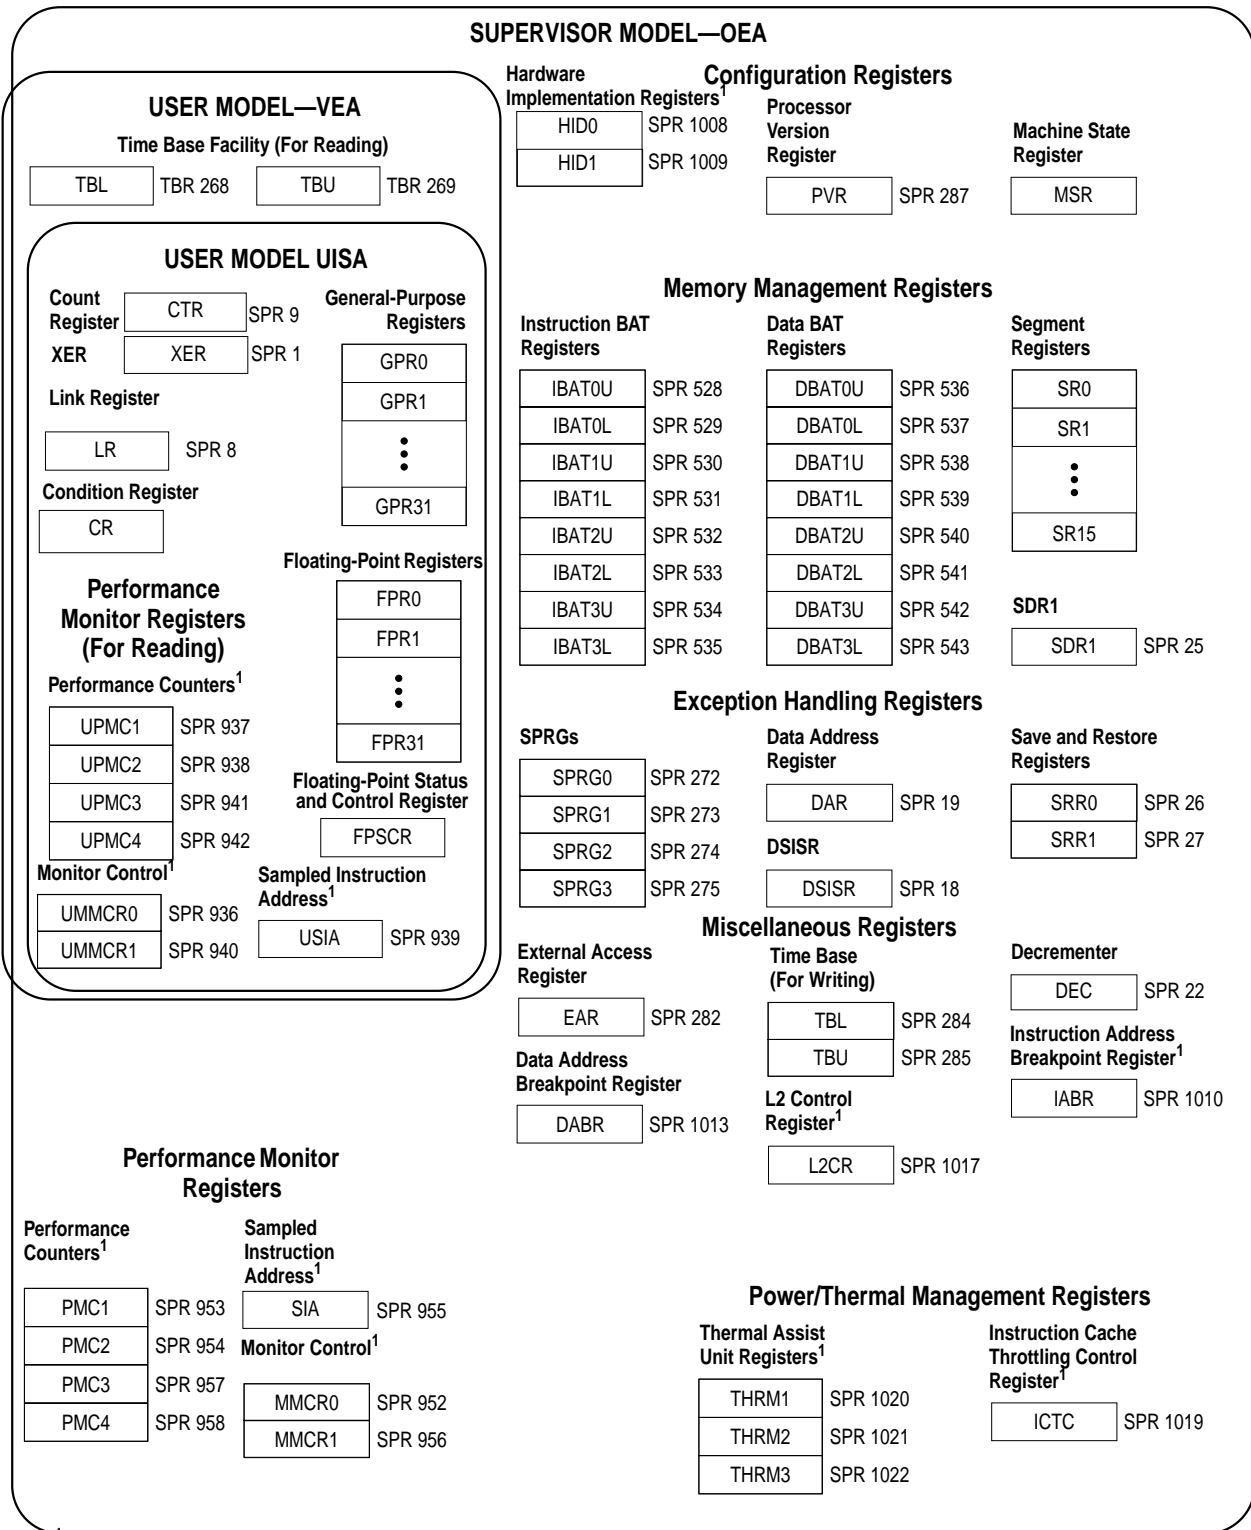 SUPERVISOR MODEL—OEA
USER MODEL—VEA
Time Base Facility (For Reading)
TBL TBR 268 TBU TBR 269
USER MODEL UISA
Count
Register
CTR SPR 9
XER XER SPR 1
Link Register
LR SPR 8
Condition Register
CR
General-Purpose
Registers
GPR0
GPR1
GPR31
Performance
Monitor Registers
(For Reading)
Performance Counters1
UPMC1 SPR 937
UPMC2 SPR 938
UPMC3 SPR 941
UPMC4 SPR 942
Monitor Control1
UMMCR0 SPR 936
UMMCR1 SPR 940
Floating-Point Registers
FPR0
FPR1
FPR31
Floating-Point Status
and Control Register
FPSCR
Sampled Instruction
Address1
USIA SPR 939
Configuration Registers
Hardware
Implementation Registers1
HID0 SPR 1008
HID1 SPR 1009
Processor
Version
Register
PVR SPR 287
Machine State
Register
MSR
Memory Management Registers
Instruction BAT
Registers
IBAT0U SPR 528
IBAT0L SPR 529
IBAT1U SPR 530
IBAT1L SPR 531
IBAT2U SPR 532
IBAT2L SPR 533
IBAT3U SPR 534
IBAT3L SPR 535
Data BAT
Registers
DBAT0U SPR 536
DBAT0L SPR 537
DBAT1U SPR 538
DBAT1L SPR 539
DBAT2U SPR 540
DBAT2L SPR 541
DBAT3U SPR 542
DBAT3L SPR 543
Segment
Registers
SR0
SR1
SR15
SDR1
SDR1 SPR 25
Exception Handling Registers
SPRGs
SPRG0 SPR 272
SPRG1 SPR 273
SPRG2 SPR 274
SPRG3 SPR 275
Data Address
Register
DAR SPR 19
DSISR
DSISR SPR 18
Save and Restore
Registers
SRR0 SPR 26
SRR1 SPR 27
Miscellaneous Registers
External Access
Register
EAR SPR 282
Data Address
Breakpoint Register
DABR SPR 1013
Time Base
(For Writing)
TBL SPR 284
TBU SPR 285
L2 Control
Register1
L2CR SPR 1017
Decrementer
DEC SPR 22
Instruction Address
Breakpoint Register1
IABR SPR 1010
Performance Monitor
Registers
Performance
Counters1
PMC1 SPR 953
PMC2 SPR 954
PMC3 SPR 957
PMC4 SPR 958
Sampled
Instruction
Address1
SIA SPR 955
Monitor Control1
MMCR0 SPR 952
MMCR1 SPR 956
Power/Thermal Management Registers
Thermal Assist
Unit Registers1
THRM1 SPR 1020
THRM2 SPR 1021
THRM3 SPR 1022
Instruction Cache
Throttling Control
Register1
ICTC SPR 1019